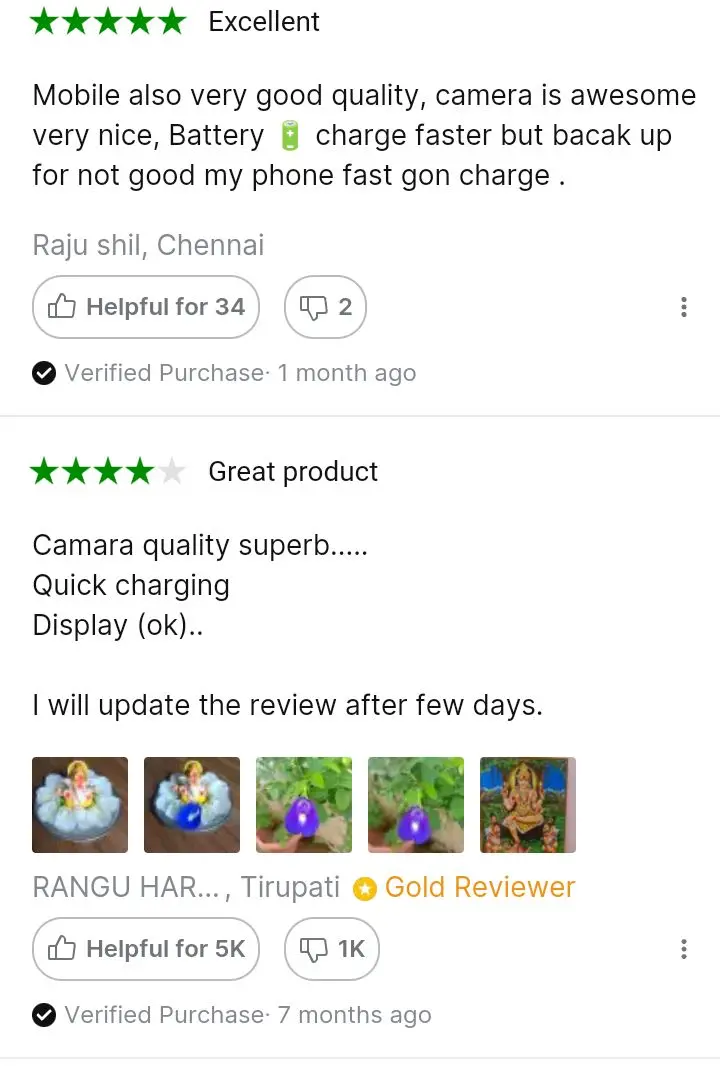 Excellent
Mobile also very good quality, camera is awesome
very nice, Battery 🔋 charge faster but bacak up
for not good my phone fast gon charge .
Raju shil, Chennai
Helpful for 34 2
Verified Purchase· 1 month ago
Great product
Camara quality superb.....
Quick charging
Display (ok)..
I will update the review after few days.
RANGU HAR... , Tirupati Gold Reviewer
Helpful for 5K 1K
Verified Purchase· 7 months ago